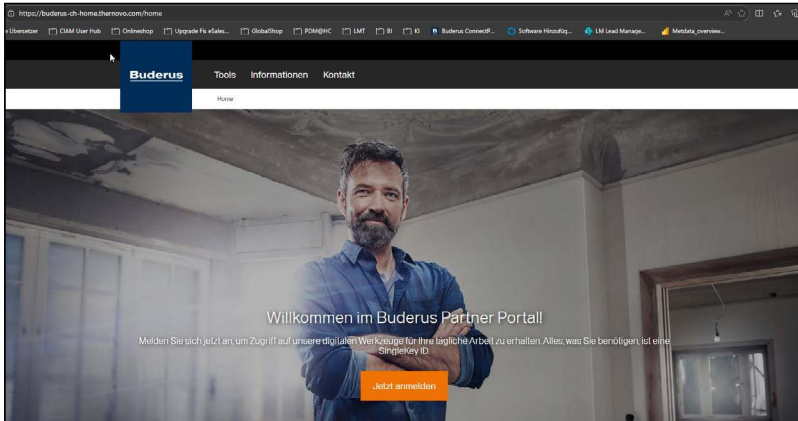 https://buderus-ch-home.thernovo.com/home
Übersetzer CIAM User Hub Onlineshop Upgrade Fis eSales... GlobalShop PDM@HC LMT BI KI Buderus ConnectP... Software Hinzufüg... LM Lead Manage... Metdata_overview...
Buderus Tools Informationen Kontakt
Home
Willkommen im Buderus Partner Portal!
Melden Sie sich jetzt an, um Zugriff auf unsere digitalen Werkzeuge für Ihre tägliche Arbeit zu erhalten. Alles, was Sie benötigen, ist eine
SingleKey ID.
Jetzt anmelden